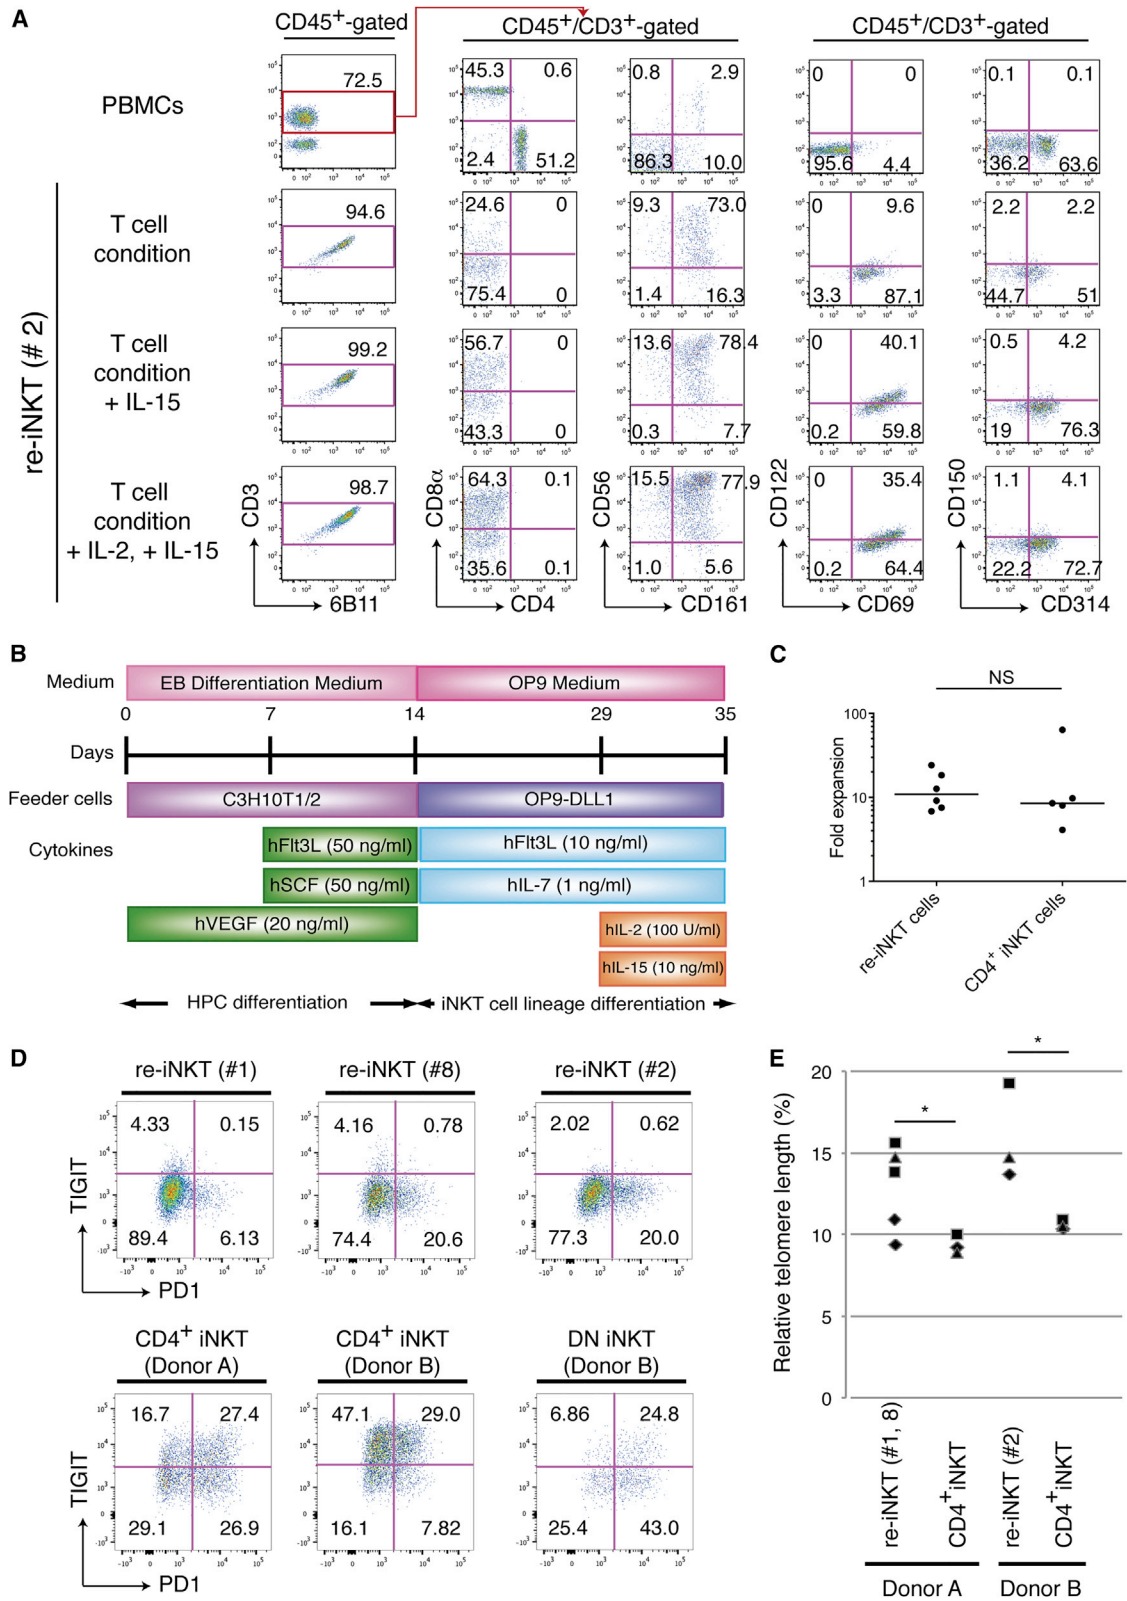 A
CD45+-gated
CD45+/CD3+-gated
CD45+/CD3+-gated
PBMCs
72.5
45.3 0.6
2.4 51.2
0.8 2.9
86.3 10.0
0 0
95.6 4.4
0.1 0.1
36.2 63.6
re-iNKT (# 2)
T cell
condition
94.6
24.6 0
75.4 0
9.3 73.0
1.4 16.3
0 9.6
3.3 87.1
2.2 2.2
44.7 51
T cell
condition
+ IL-15
99.2
56.7 0
43.3 0
13.6 78.4
0.3 7.7
0 40.1
0.2 59.8
0.5 4.2
19 76.3
T cell
condition
+ IL-2, + IL-15
98.7
64.3 0.1
35.6 0.1
15.5 77.9
1.0 5.6
0 35.4
0.2 64.4
1.1 4.1
22.2 72.7
CD3
6B11
CD8α
CD4
CD56
CD161
CD122
CD69
CD150
CD314
B
Medium
EB Differentiation Medium
OP9 Medium
0 7 14 29 35
Days
Feeder cells
C3H10T1/2
OP9-DLL1
Cytokines
hFlt3L (50 ng/ml)
hFlt3L (10 ng/ml)
hSCF (50 ng/ml)
hIL-7 (1 ng/ml)
hVEGF (20 ng/ml)
hIL-2 (100 U/ml)
hIL-15 (10 ng/ml)
HPC differentiation
iNKT cell lineage differentiation
C
NS
Fold expansion
100
10
1
re-iNKT cells
CD4+ iNKT cells
D
re-iNKT (#1)
4.33 0.15
89.4 6.13
re-iNKT (#8)
4.16 0.78
74.4 20.6
re-iNKT (#2)
2.02 0.62
77.3 20.0
TIGIT
PD1
CD4+ iNKT
(Donor A)
16.7 27.4
29.1 26.9
CD4+ iNKT
(Donor B)
47.1 29.0
16.1 7.82
DN iNKT
(Donor B)
6.86 24.8
25.4 43.0
TIGIT
PD1
E
Relative telomere length (%)
20
15
10
5
0
*
*
re-iNKT (#1, 8)
CD4+iNKT
re-iNKT (#2)
CD4+iNKT
Donor A
Donor B